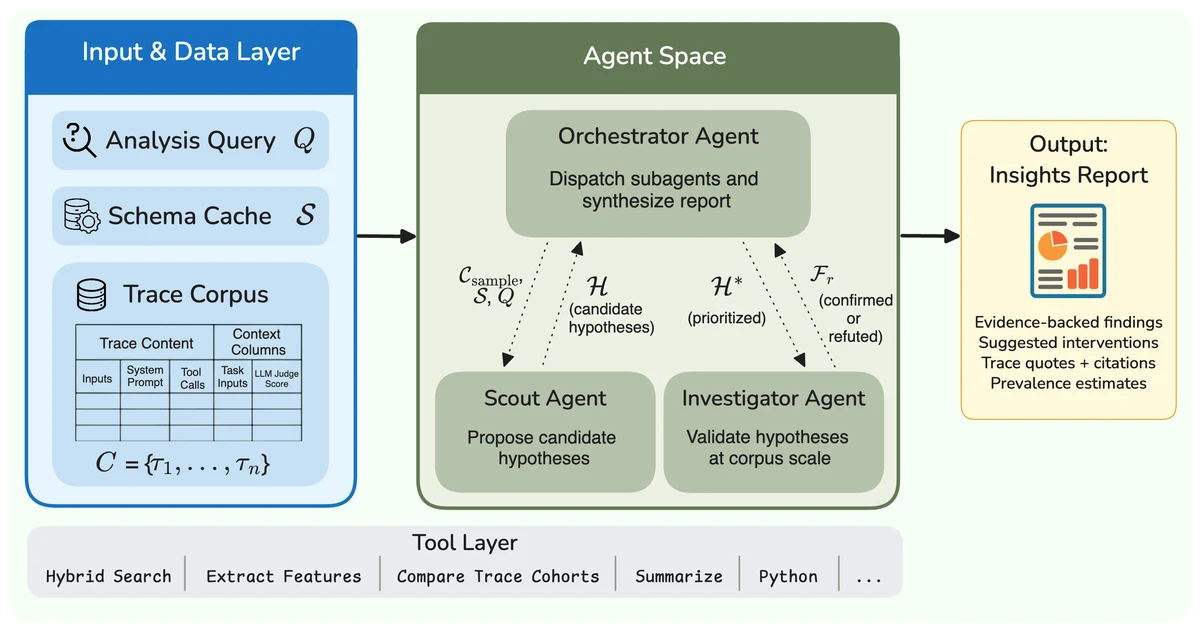 Input & Data Layer
Analysis Query Q
Schema Cache 𝒮
Trace Corpus
Trace Content
Context
Columns
Inputs
System
Prompt
Tool
Calls
Task
Inputs
LLM Judge
Score
C = {τ₁, . . . , τₙ}
Agent Space
Orchestrator Agent
Dispatch subagents and
synthesize report
𝒞sample,
𝒮, Q
ℋ
(candidate
hypotheses)
ℋ*
(prioritized)
ℱᵣ
(confirmed
or
refuted)
Scout Agent
Propose candidate
hypotheses
Investigator Agent
Validate hypotheses
at corpus scale
Output:
Insights Report
Evidence-backed findings
Suggested interventions
Trace quotes + citations
Prevalence estimates
Tool Layer
Hybrid Search
Extract Features
Compare Trace Cohorts
Summarize
Python
...